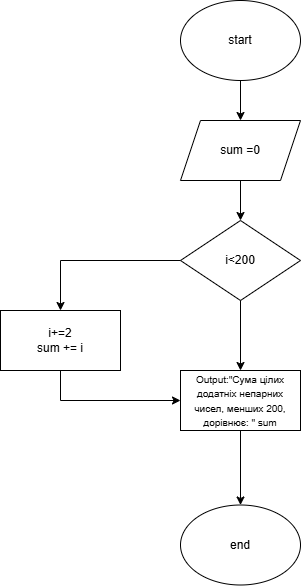 start
sum =0
i<200
i+=2
sum += i
Output:"Сума цілих
додатніх непарних
чисел, менших 200,
дорівнює: " sum
end